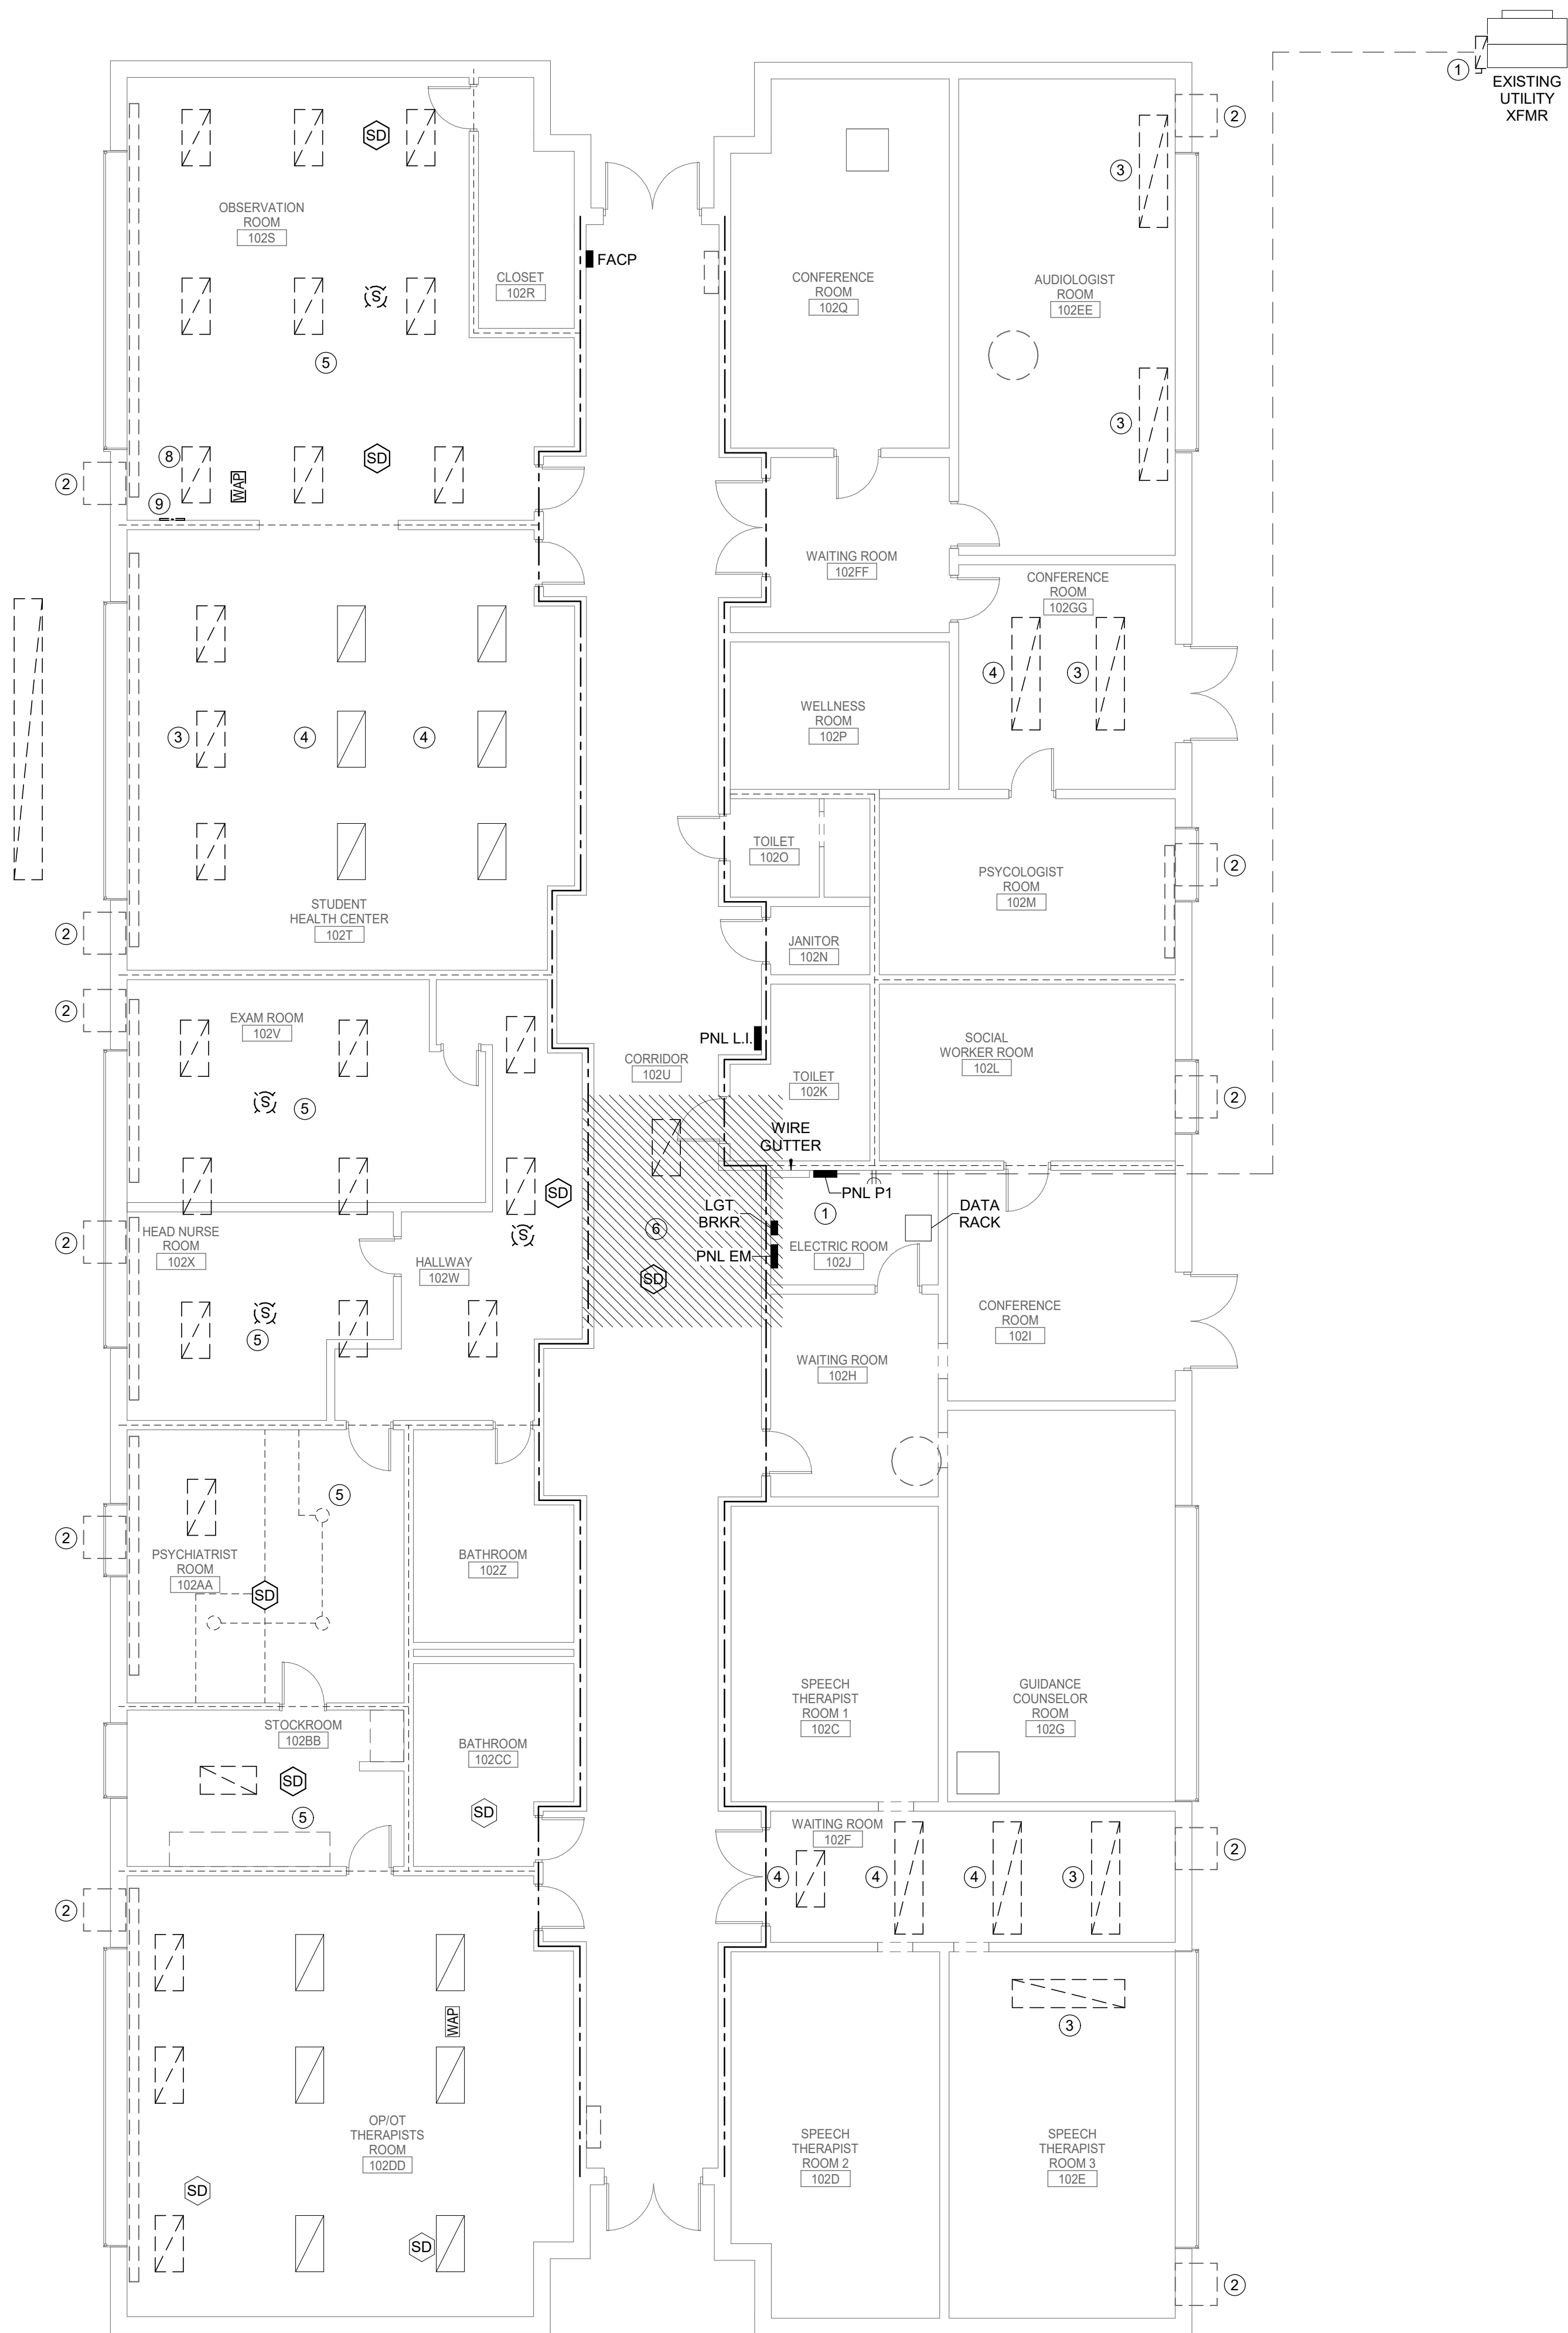 1
EXISTING
UTILITY
XFMR
2
SD
3
OBSERVATION
ROOM
102S
FACP
CLOSET
102R
S
CONFERENCE
ROOM
102Q
AUDIOLOGIST
ROOM
102EE
5
3
8
SD
WAP
2
9
WAITING ROOM
102FF
CONFERENCE
ROOM
102GG
4
3
WELLNESS
ROOM
102P
3
4
4
TOILET
102O
PSYCOLOGIST
ROOM
102M
2
STUDENT
HEALTH CENTER
102T
2
JANITOR
102N
2
EXAM ROOM
102V
PNL L.I.
SOCIAL
WORKER ROOM
102L
CORRIDOR
102U
TOILET
102K
2
S
5
WIRE
GUTTER
SD
PNL P1
LGT
BRKR
1
DATA
RACK
6
2
HEAD NURSE
ROOM
102X
S
HALLWAY
102W
PNL EM
ELECTRIC ROOM
102J
SD
S
5
CONFERENCE
ROOM
102I
WAITING ROOM
102H
5
2
PSYCHIATRIST
ROOM
102AA
SD
BATHROOM
102Z
SPEECH
THERAPIST
ROOM 1
102C
GUIDANCE
COUNSELOR
ROOM
102G
STOCKROOM
102BB
BATHROOM
102CC
SD
5
SD
WAITING ROOM
102F
2
4
4
4
3
2
WAP
3
OP/OT
THERAPISTS
ROOM
102DD
SPEECH
THERAPIST
ROOM 2
102D
SPEECH
THERAPIST
ROOM 3
102E
SD
SD
2